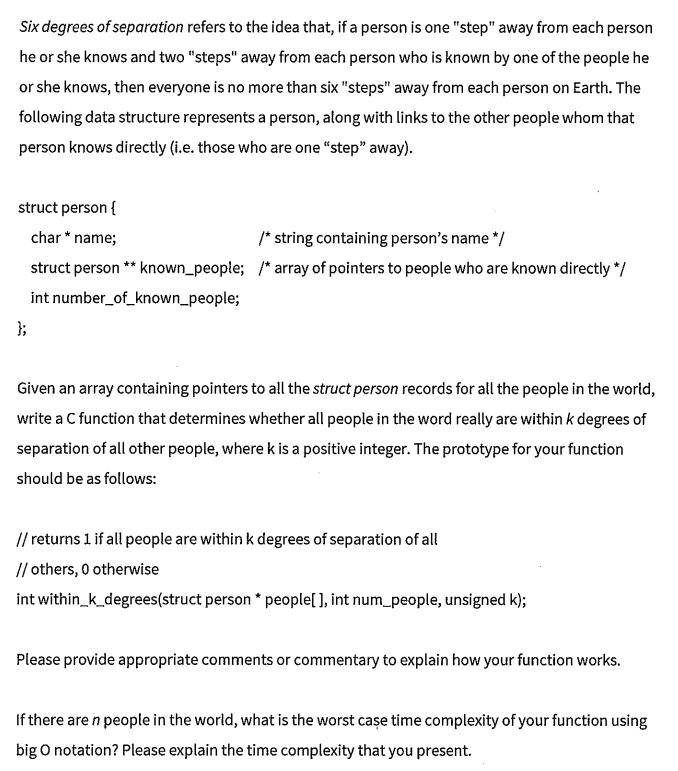 Six degrees of separation refers to the idea that, if a person is one "step" away from each person
he or she knows and two "steps" away from each person who is known by one of the people he
or she knows, then everyone is no more than six "steps" away from each person on Earth. The
following data structure represents a person, along with links to the other people whom that
person knows directly (i.e. those who are one “step” away).
struct person {
char * name; /* string containing person’s name */
struct person ** known_people; /* array of pointers to people who are known directly */
int number_of_known_people;
};
Given an array containing pointers to all the struct person records for all the people in the world,
write a C function that determines whether all people in the word really are within k degrees of
separation of all other people, where k is a positive integer. The prototype for your function
should be as follows:
// returns 1 if all people are within k degrees of separation of all
// others, 0 otherwise
int within_k_degrees(struct person * people[ ], int num_people, unsigned k);
Please provide appropriate comments or commentary to explain how your function works.
If there are n people in the world, what is the worst case time complexity of your function using
big O notation? Please explain the time complexity that you present.